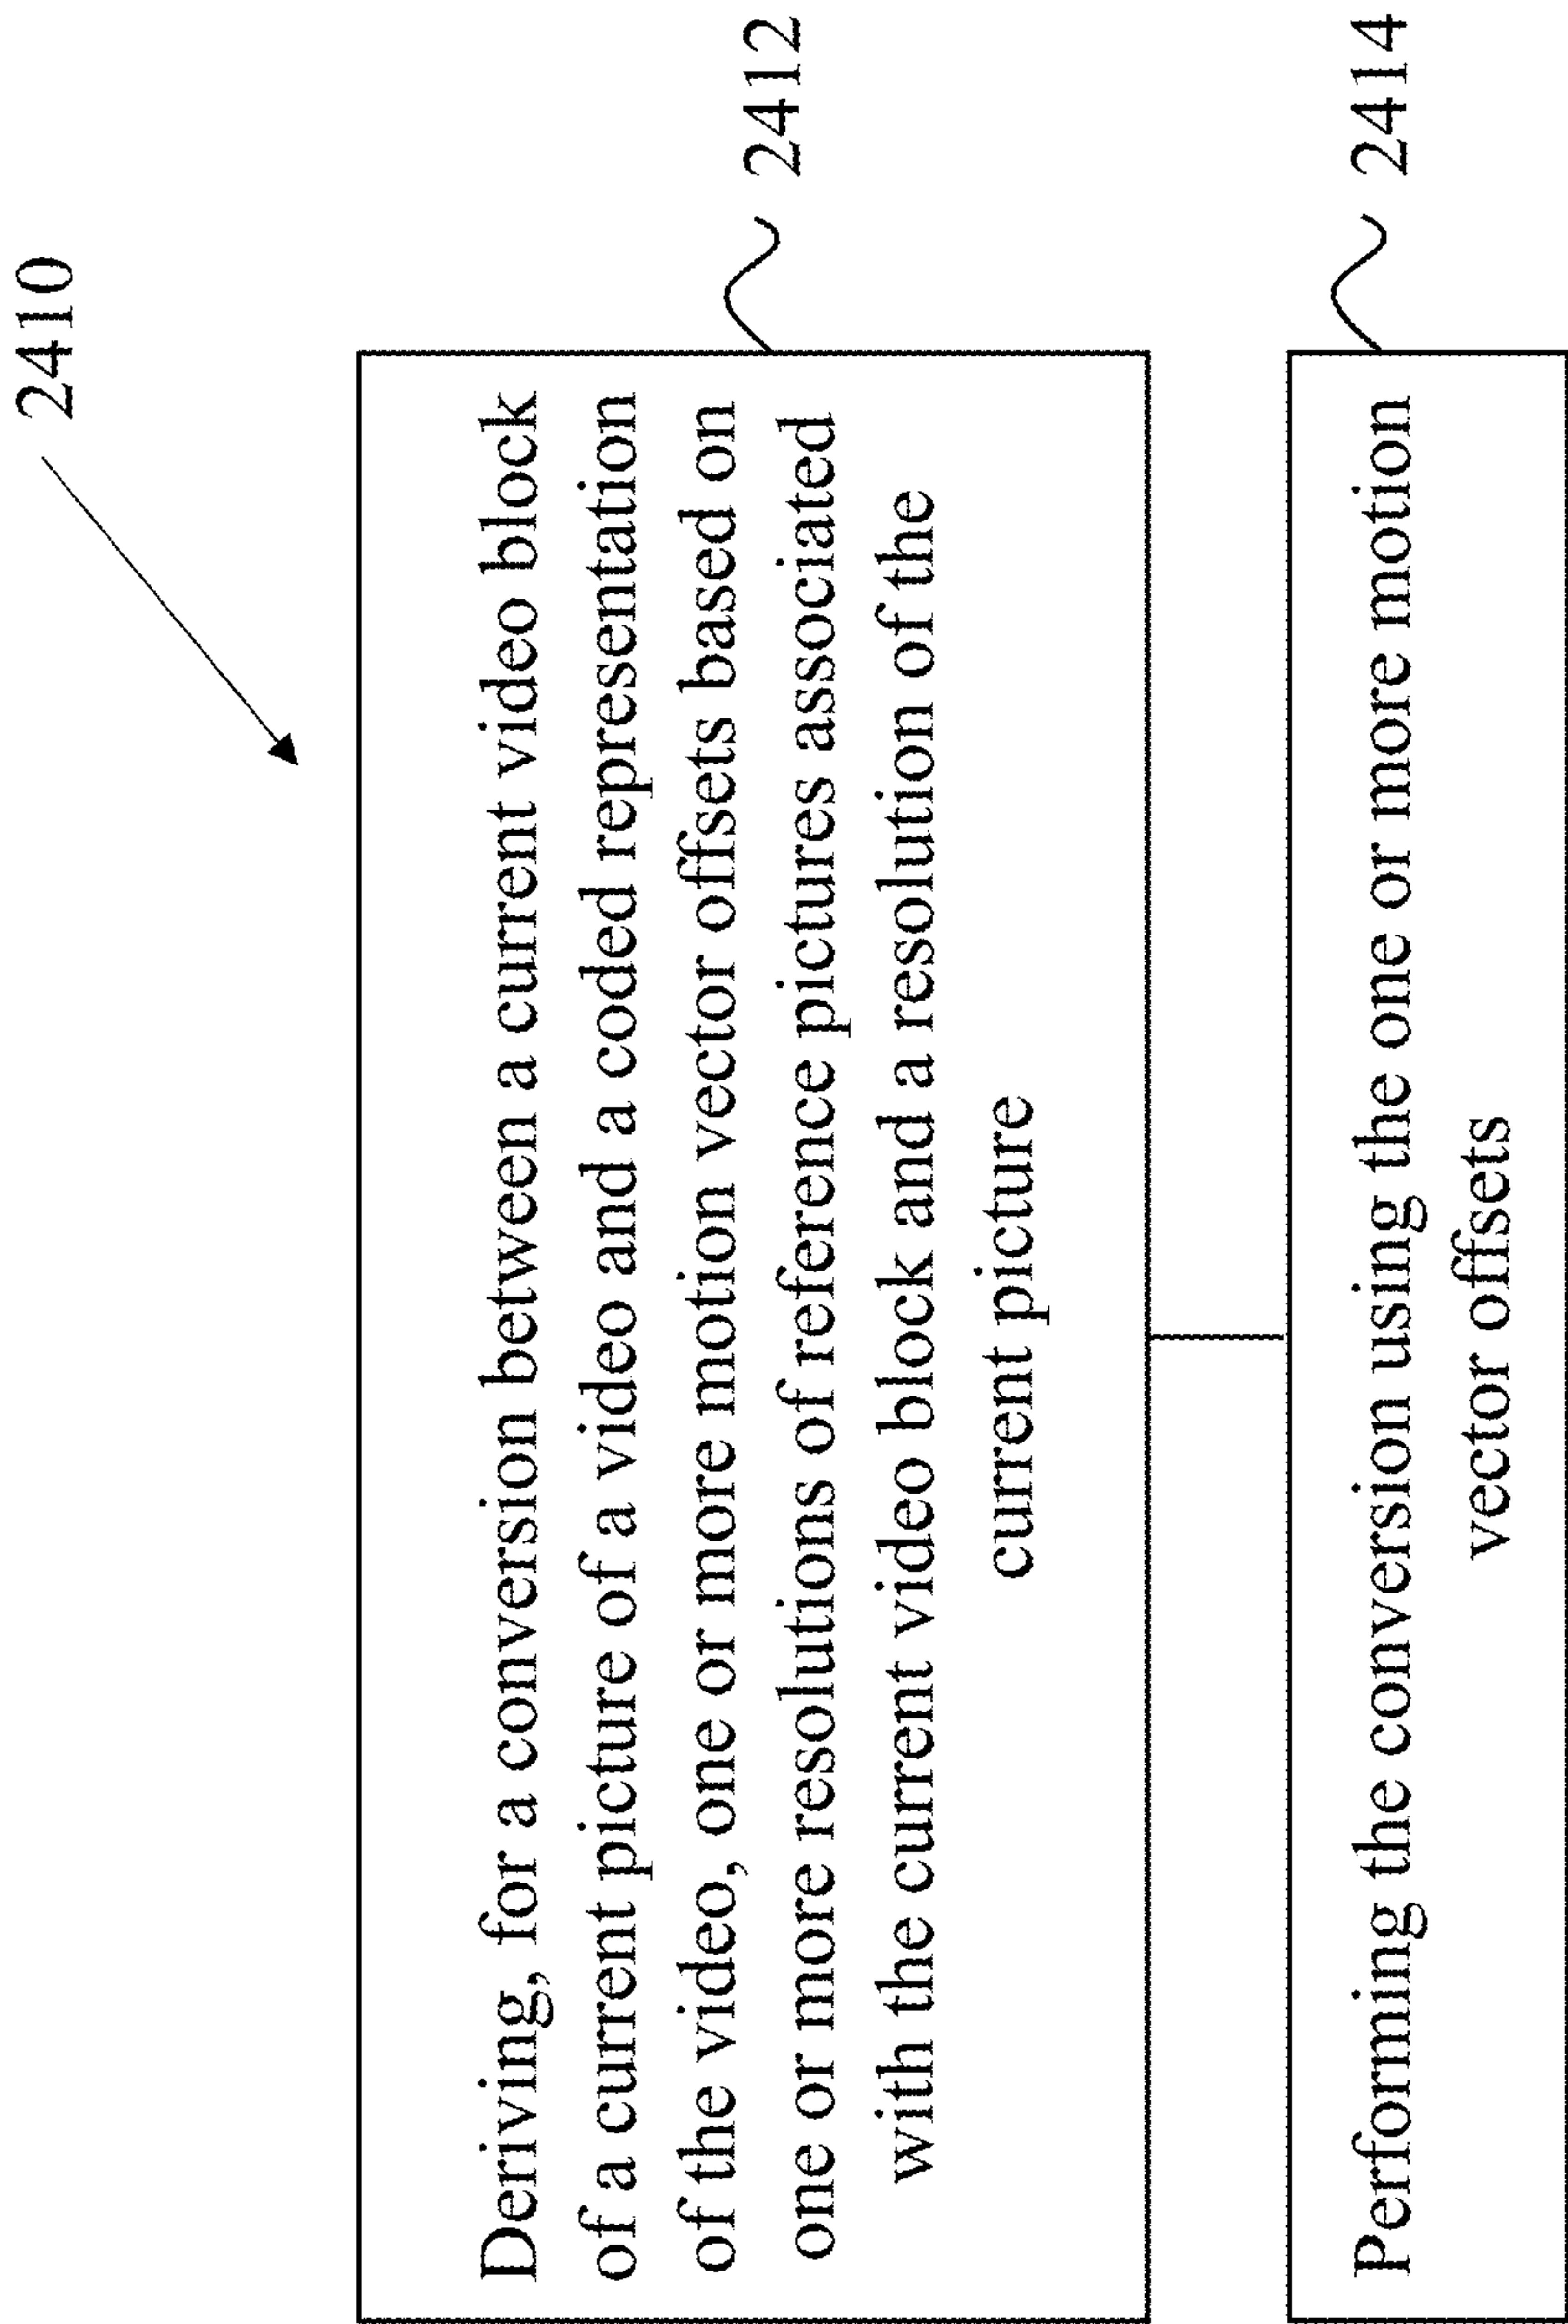 2410
Deriving, for a conversion between a current video block
of a current picture of a video and a coded representation
of the video, one or more motion vector offsets based on
one or more resolutions of reference pictures associated
with the current video block and a resolution of the
current picture
2412
Performing the conversion using the one or more motion
vector offsets
2414